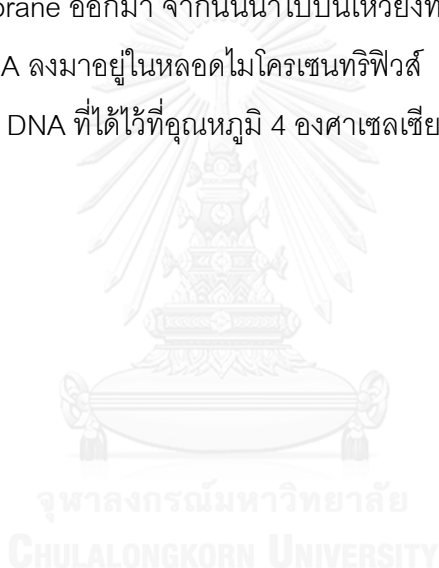 brane ออกมา จากนั้นนำไปปั่นเหวี่ยงที่
A ลงมาอยู่ในหลอดไมโครเซนทริฟิวส์
DNA ที่ได้ไว้ที่อุณหภูมิ 4 องศาเซลเซีย
จุฬาลงกรณ์มหาวิทยาลัย
CHULALONGKORN UNIVERSITY